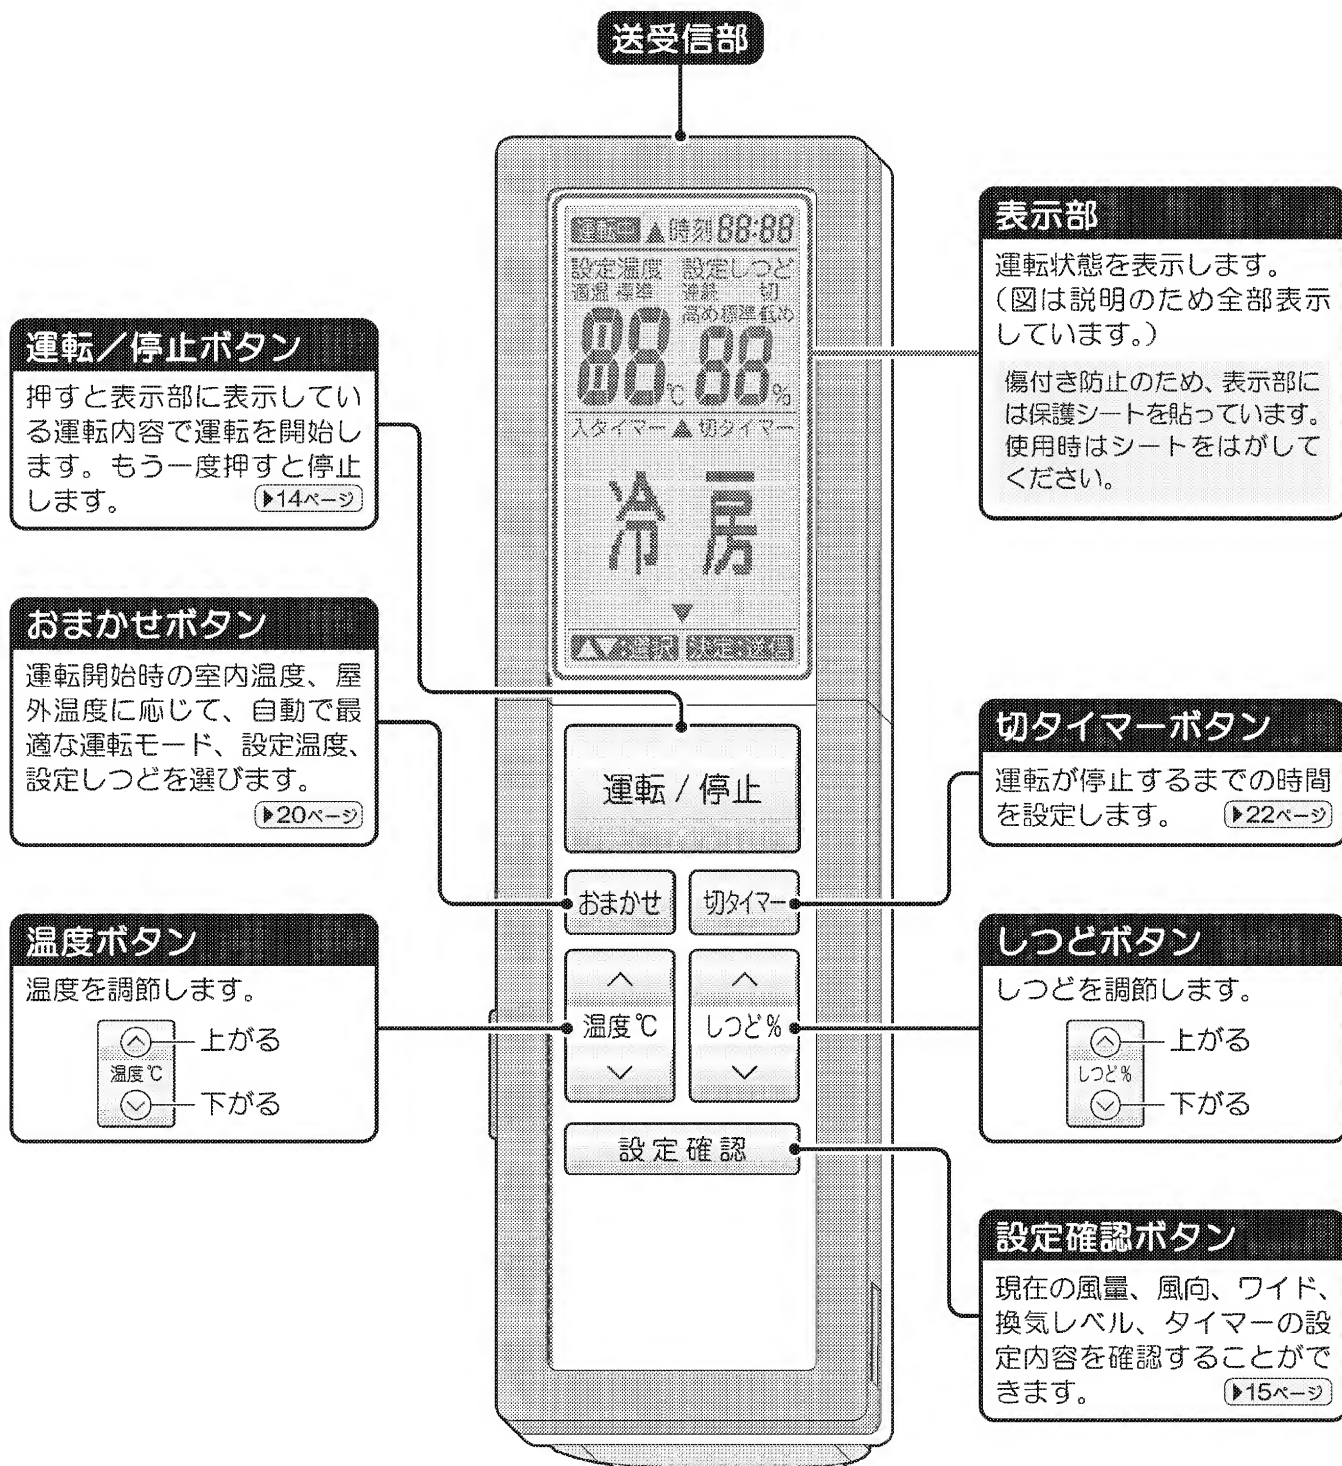 送受信部
運転中 ▲時刻 88:88
設定温度 設定しつど
適温 標準 連続 切
高め標準低め
88℃ 88%
入タイマー ▲ 切タイマー
冷房
▼
▲▼:選択 決定:送信
運転/停止
おまかせ 切タイマー
温度℃ しつど%
設定確認
運転/停止ボタン
押すと表示部に表示してい
る運転内容で運転を開始し
ます。もう一度押すと停止
します。 ▶14ページ
おまかせボタン
運転開始時の室内温度、屋
外温度に応じて、自動で最
適な運転モード、設定温度、
設定しつどを選びます。
▶20ページ
温度ボタン
温度を調節します。
上がる
温度℃
下がる
表示部
運転状態を表示します。
(図は説明のため全部表示
しています。)
傷付き防止のため、表示部に
は保護シートを貼っています。
使用時はシートをはがして
ください。
切タイマーボタン
運転が停止するまでの時間
を設定します。 ▶22ページ
しつどボタン
しつどを調節します。
上がる
しつど%
下がる
設定確認ボタン
現在の風量、風向、ワイド、
換気レベル、タイマーの設
定内容を確認することがで
きます。 ▶15ページ